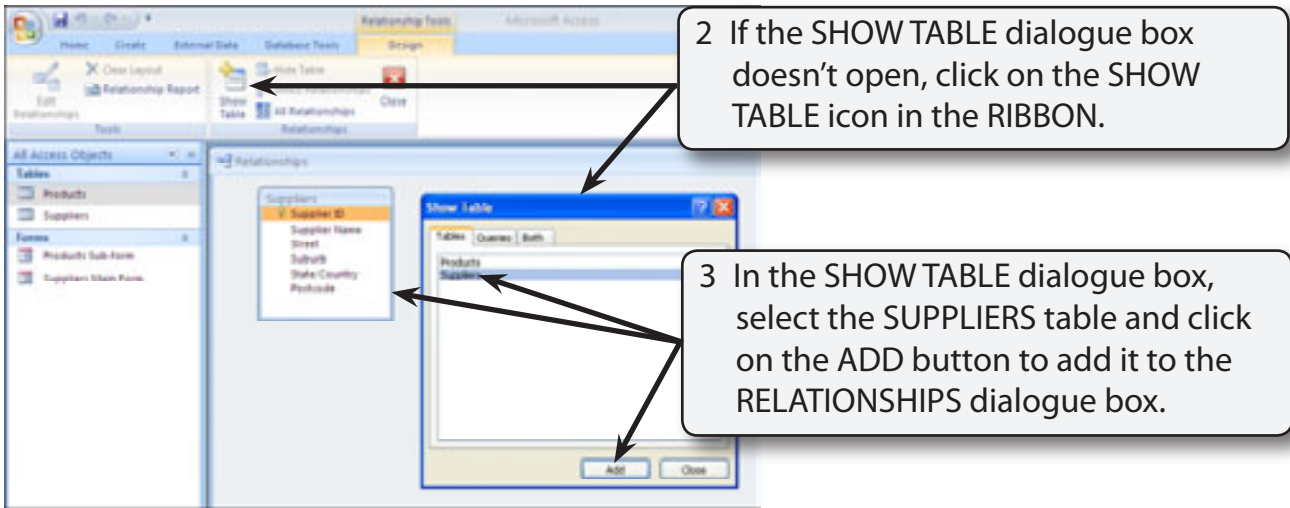 Relationship Tools
Microsoft Access
Home Create External Data Database Tools Design
Clear Layout
Relationship Report
Edit Relationships
Tools
Show Table
Hide Table
All Relationships
Close
Relationships
2 If the SHOW TABLE dialogue box
doesn’t open, click on the SHOW
TABLE icon in the RIBBON.
All Access Objects
Tables
Products
Suppliers
Forms
Products Sub Form
Suppliers Main Form
Relationships
Suppliers
Supplier ID
Supplier Name
Street
Suburb
State Country
Postcode
Show Table
Tables Queries Both
Products
Suppliers
Add Close
3 In the SHOW TABLE dialogue box,
select the SUPPLIERS table and click
on the ADD button to add it to the
RELATIONSHIPS dialogue box.